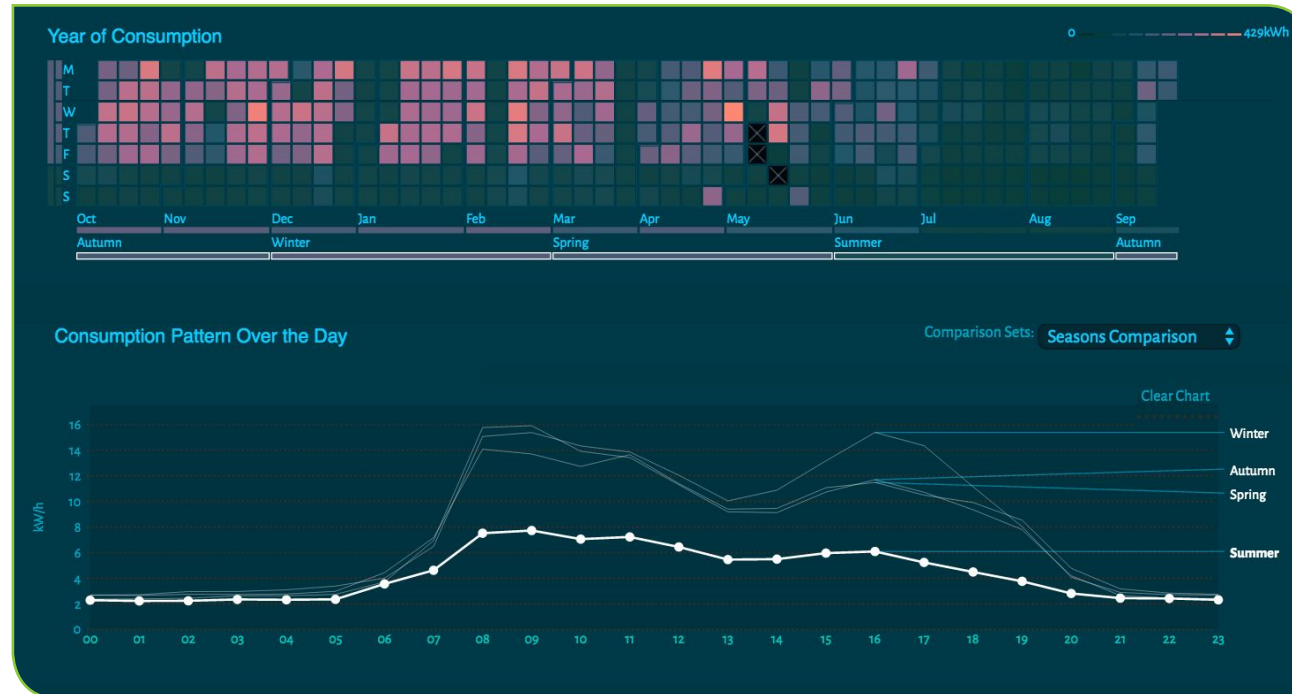 Year of Consumption
0 429kWh
M
T
W
T
F
S
S
Oct Nov Dec Jan Feb Mar Apr May Jun Jul Aug Sep
Autumn Winter Spring Summer Autumn
Consumption Pattern Over the Day
Comparison Sets: Seasons Comparison
Clear Chart
16
14
12
10
8
6
4
2
0
kW/h
Winter
Autumn
Spring
Summer
00 01 02 03 04 05 06 07 08 09 10 11 12 13 14 15 16 17 18 19 20 21 22 23